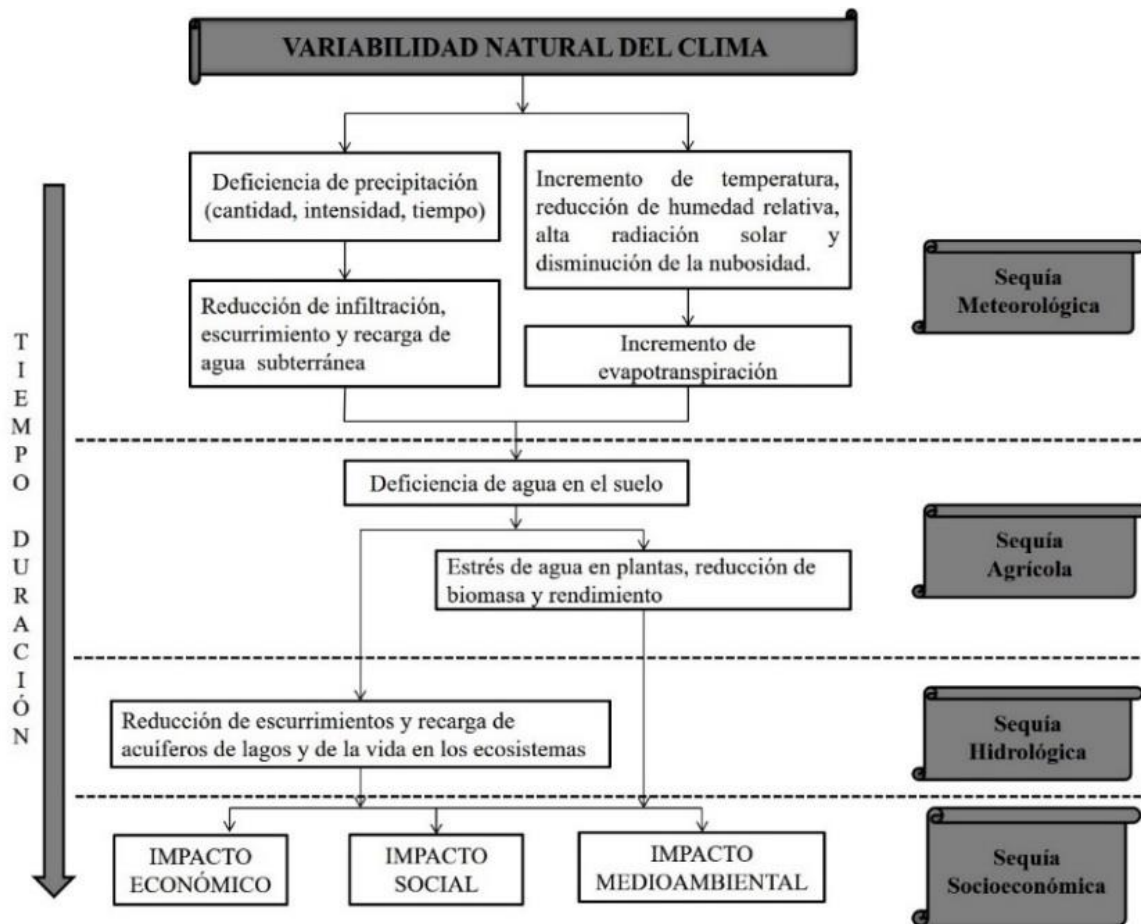 VARIABILIDAD NATURAL DEL CLIMA
Deficiencia de precipitación
(cantidad, intensidad, tiempo)
Incremento de temperatura,
reducción de humedad relativa,
alta radiación solar y
disminución de la nubosidad.
Reducción de infiltración,
escurrimiento y recarga de
agua subterránea
Incremento de
evapotranspiración
Sequía
Meteorológica
TIEMPO DURACIÓN
Deficiencia de agua en el suelo
Estrés de agua en plantas, reducción de
biomasa y rendimiento
Sequía
Agrícola
Reducción de escurrimientos y recarga de
acuíferos de lagos y de la vida en los ecosistemas
Sequía
Hidrológica
IMPACTO
ECONÓMICO
IMPACTO
SOCIAL
IMPACTO
MEDIOAMBIENTAL
Sequía
Socioeconómica